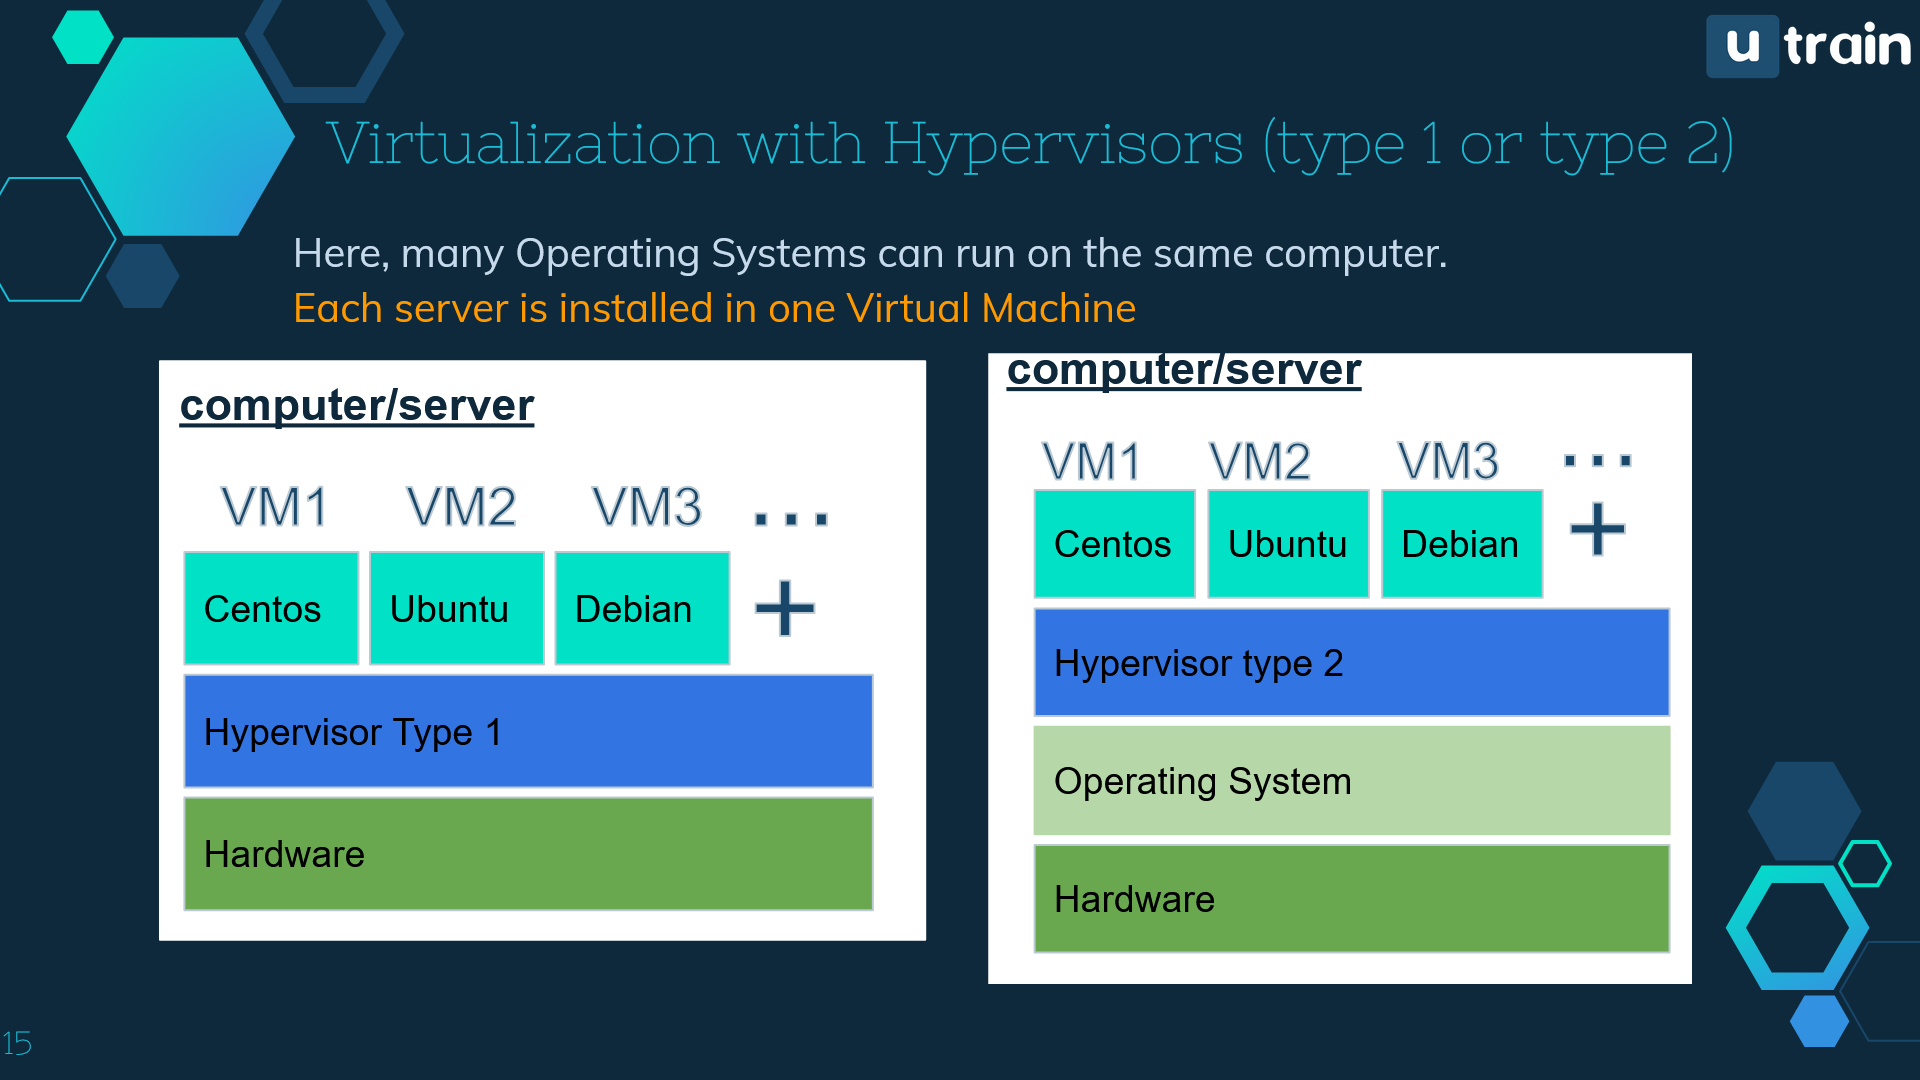 u train
Virtualization with Hypervisors (type 1 or type 2)
Here, many Operating Systems can run on the same computer.
Each server is installed in one Virtual Machine
computer/server
VM1 VM2 VM3 ...
Centos Ubuntu Debian +
Hypervisor Type 1
Hardware
computer/server
VM1 VM2 VM3 ...
Centos Ubuntu Debian +
Hypervisor type 2
Operating System
Hardware
15